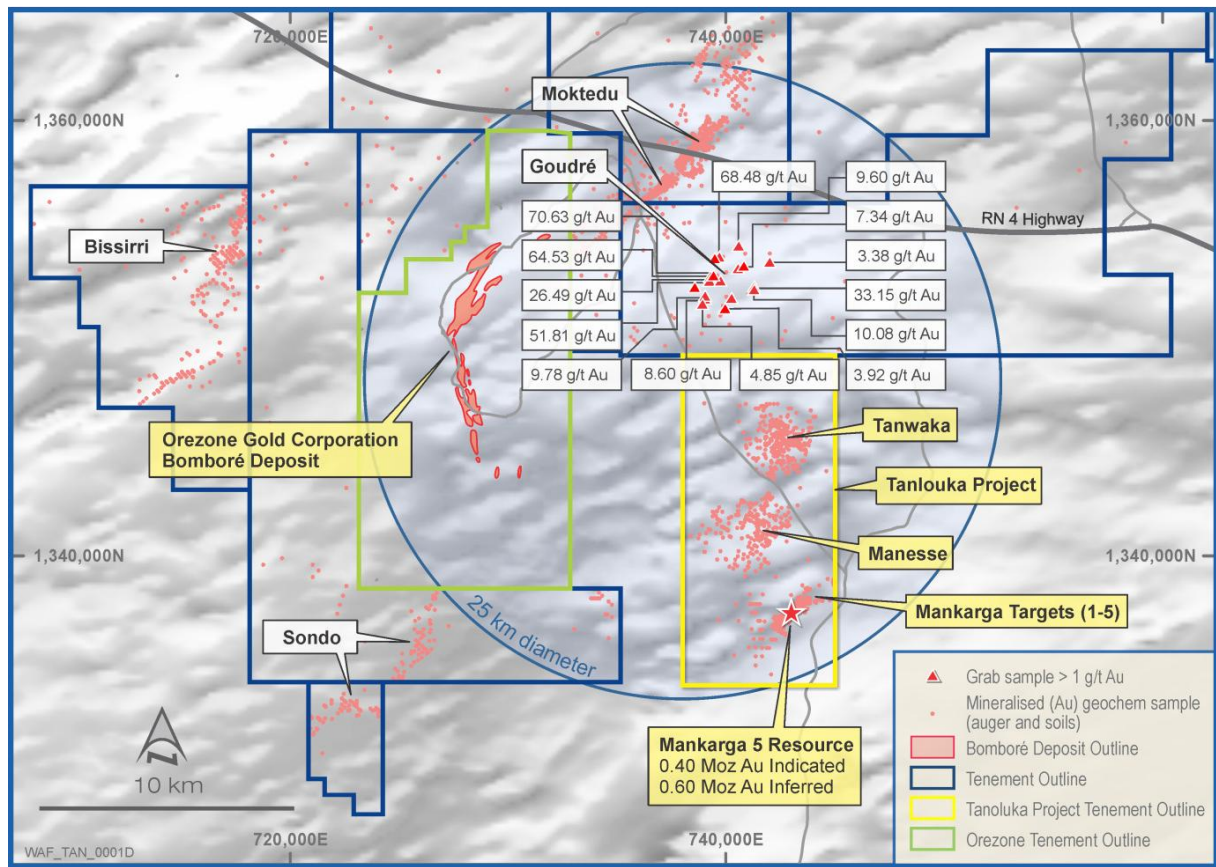 720,000E
740,000E
Moktedu
1,360,000N
1,360,000N
Goudré
68.48 g/t Au
9.60 g/t Au
70.63 g/t Au
7.34 g/t Au
RN 4 Highway
Bissirri
64.53 g/t Au
3.38 g/t Au
26.49 g/t Au
33.15 g/t Au
51.81 g/t Au
10.08 g/t Au
9.78 g/t Au
8.60 g/t Au
4.85 g/t Au
3.92 g/t Au
Orezone Gold Corporation
Bomboré Deposit
Tanwaka
Tanlouka Project
1,340,000N
Manesse
1,340,000N
Mankarga Targets (1-5)
25 km diameter
Sondo
Mankarga 5 Resource
0.40 Moz Au Indicated
0.60 Moz Au Inferred
N
10 km
720,000E
740,000E
WAF_TAN_0001D
Grab sample > 1 g/t Au
Mineralised (Au) geochem sample
(auger and soils)
Bomboré Deposit Outline
Tenement Outline
Tanoluka Project Tenement Outline
Orezone Tenement Outline